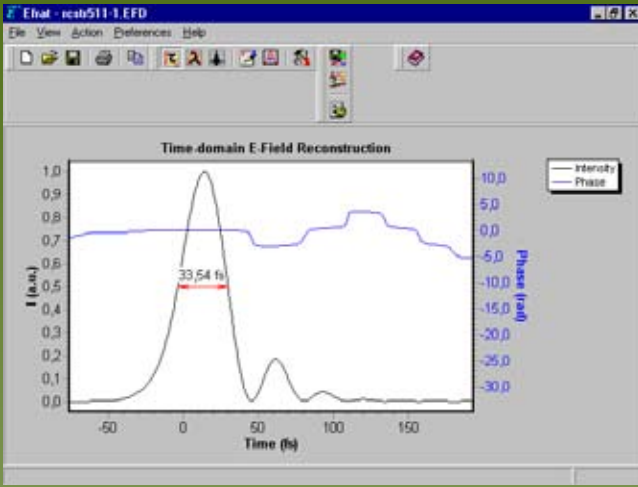 Efrat - rcstr511-1.EFD
File View Action Preferences Help
Time-domain E-Field Reconstruction
Intensity
Phase
1,0
0,9
0,8
0,7
0,6
0,5
0,4
0,3
0,2
0,1
0,0
I (a.u.)
33,54 fs
10,0
5,0
0,0
-5,0
-10,0
-15,0
-20,0
-25,0
-30,0
Phase (rad)
-50 0 50 100 150
Time (fs)